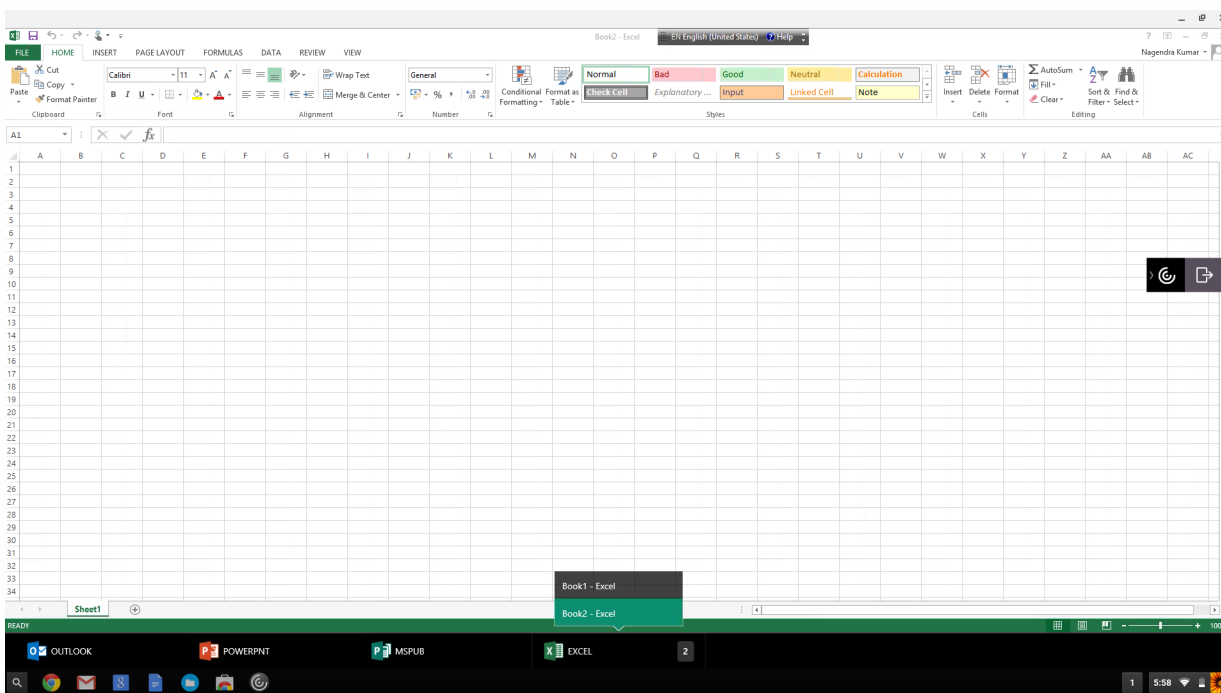 Book2 - Excel EN English (United States) Help
FILE HOME INSERT PAGE LAYOUT FORMULAS DATA REVIEW VIEW Nagendra Kumar
Paste Cut Copy Format Painter
Calibri 11 B I U
Wrap Text Merge & Center
General % ,
Conditional Formatting Format as Table
Normal Bad Good Neutral Calculation
Check Cell Explanatory ... Input Linked Cell Note
Insert Delete Format
AutoSum Fill Clear
Sort & Filter Find & Select
Clipboard Font Alignment Number Styles Cells Editing
A1 fx
A B C D E F G H I J K L M N O P Q R S T U V W X Y Z AA AB AC
1
2
3
4
5
6
7
8
9
10
11
12
13
14
15
16
17
18
19
20
21
22
23
24
25
26
27
28
29
30
31
32
33
34
Book1 - Excel
Sheet1
Book2 - Excel
READY 100
OUTLOOK POWERPNT MSPUB EXCEL 2
1 5:58